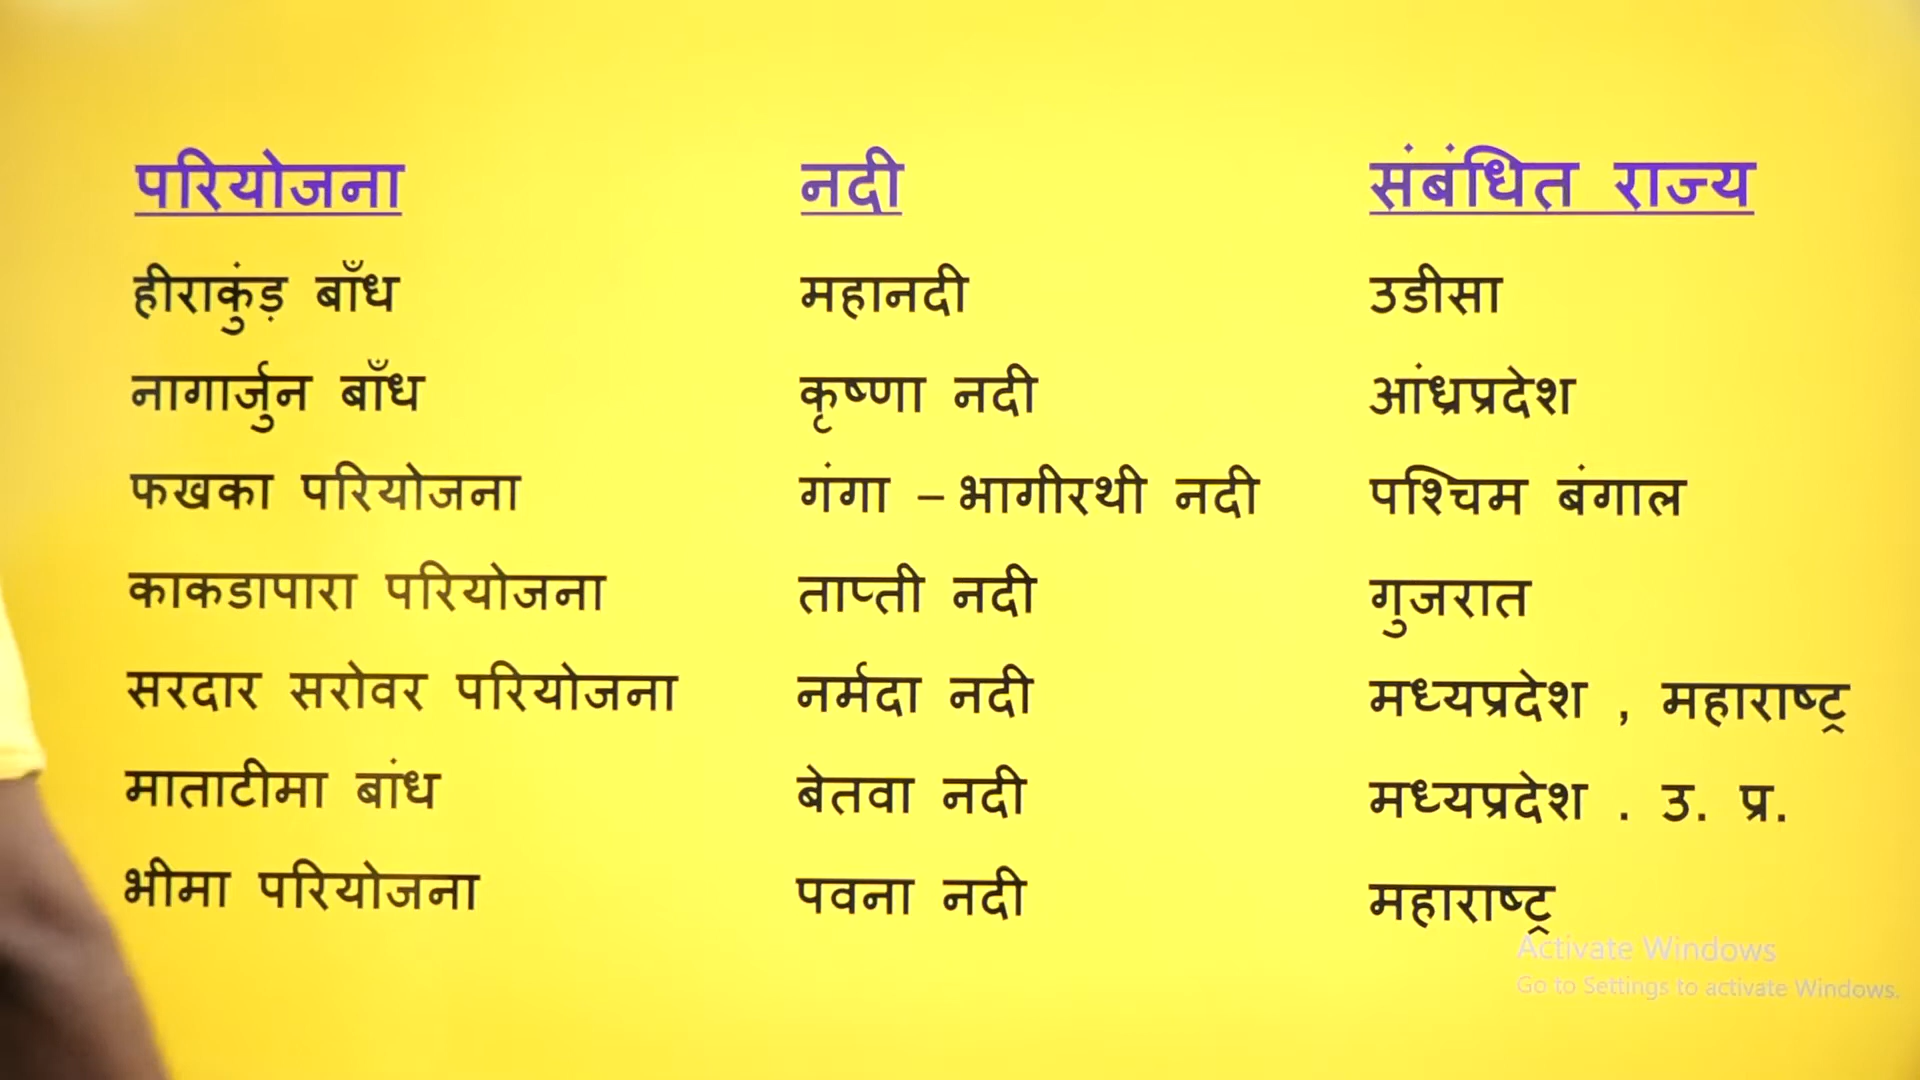 परियोजना नदी संबंधित राज्य
हीराकुंड़ बाँध महानदी उडीसा
नागार्जुन बाँध कृष्णा नदी आंध्रप्रदेश
फखका परियोजना गंगा – भागीरथी नदी पश्चिम बंगाल
काकडापारा परियोजना ताप्ती नदी गुजरात
सरदार सरोवर परियोजना नर्मदा नदी मध्यप्रदेश , महाराष्ट्र
माताटीमा बांध बेतवा नदी मध्यप्रदेश . उ. प्र.
भीमा परियोजना पवना नदी महाराष्ट्र
Activate Windows
Go to Settings to activate Windows.